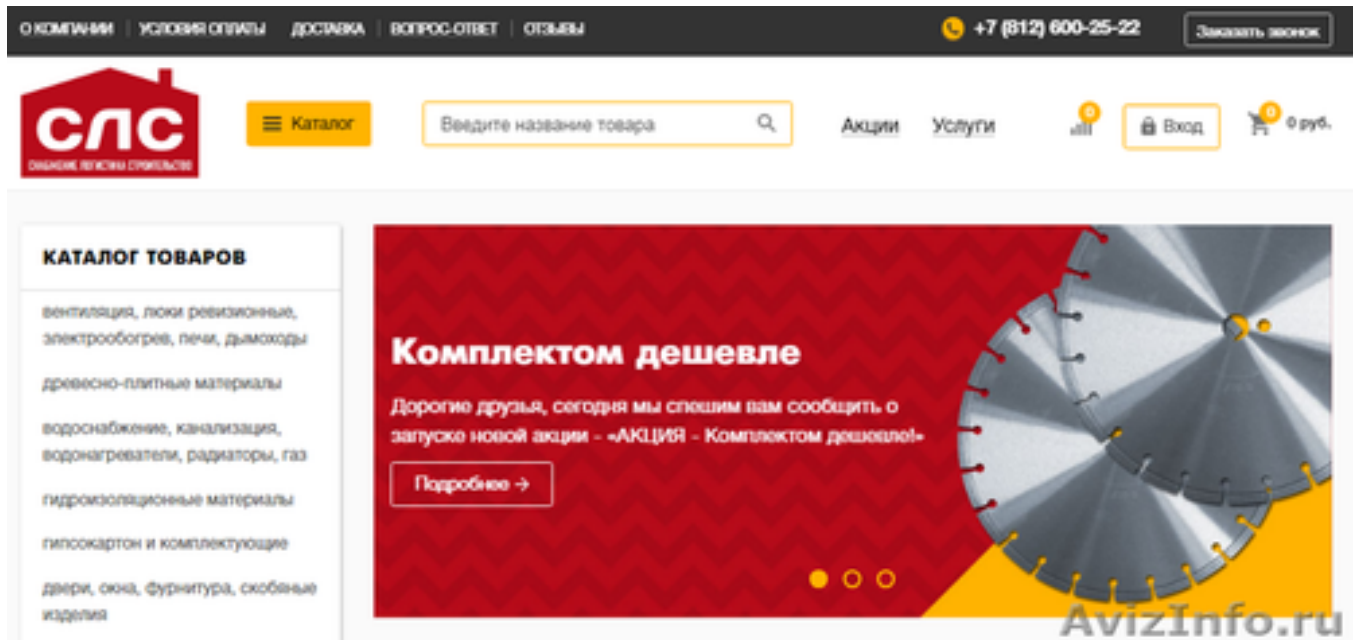 О КОМПАНИИ УСЛОВИЯ ОПЛАТЫ ДОСТАВКА ВОПРОС-ОТВЕТ ОТЗЫВЫ +7 (812) 600-25-22 Заказать звонок
СЛС
СНАБЖЕНИЕ ЛОГИСТИКА СТРОИТЕЛЬСТВО
Каталог Введите название товара Акции Услуги 0 Вход 0 0 руб.
КАТАЛОГ ТОВАРОВ
вентиляция, люки ревизионные,
электрообогрев, печи, дымоходы
древесно-плитные материалы
водоснабжение, канализация,
водонагреватели, радиаторы, газ
гидроизоляционные материалы
гипсокартон и комплектующие
двери, окна, фурнитура, скобяные
изделия
Комплектом дешевле
Дорогие друзья, сегодня мы спешим вам сообщить о
запуске новой акции - «АКЦИЯ - Комплектом дешевле!»
Подробнее →
AvizInfo.ru